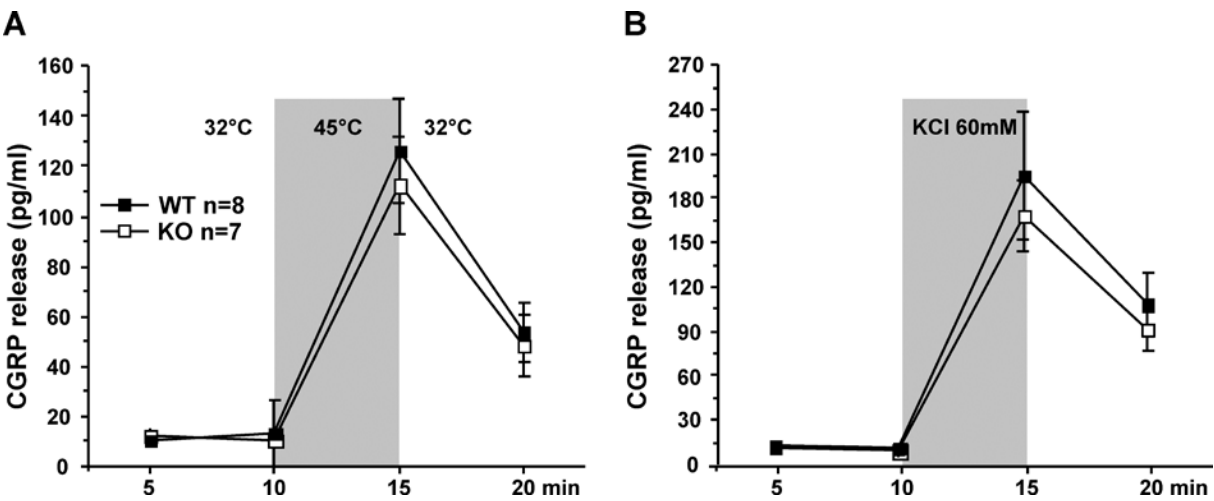 A
CGRP release (pg/ml)
160
140
120
100
80
60
40
20
0
32°C
45°C
32°C
WT n=8
KO n=7
5 10 15 20 min
B
CGRP release (pg/ml)
270
240
210
180
150
120
90
60
30
0
KCl 60mM
5 10 15 20 min